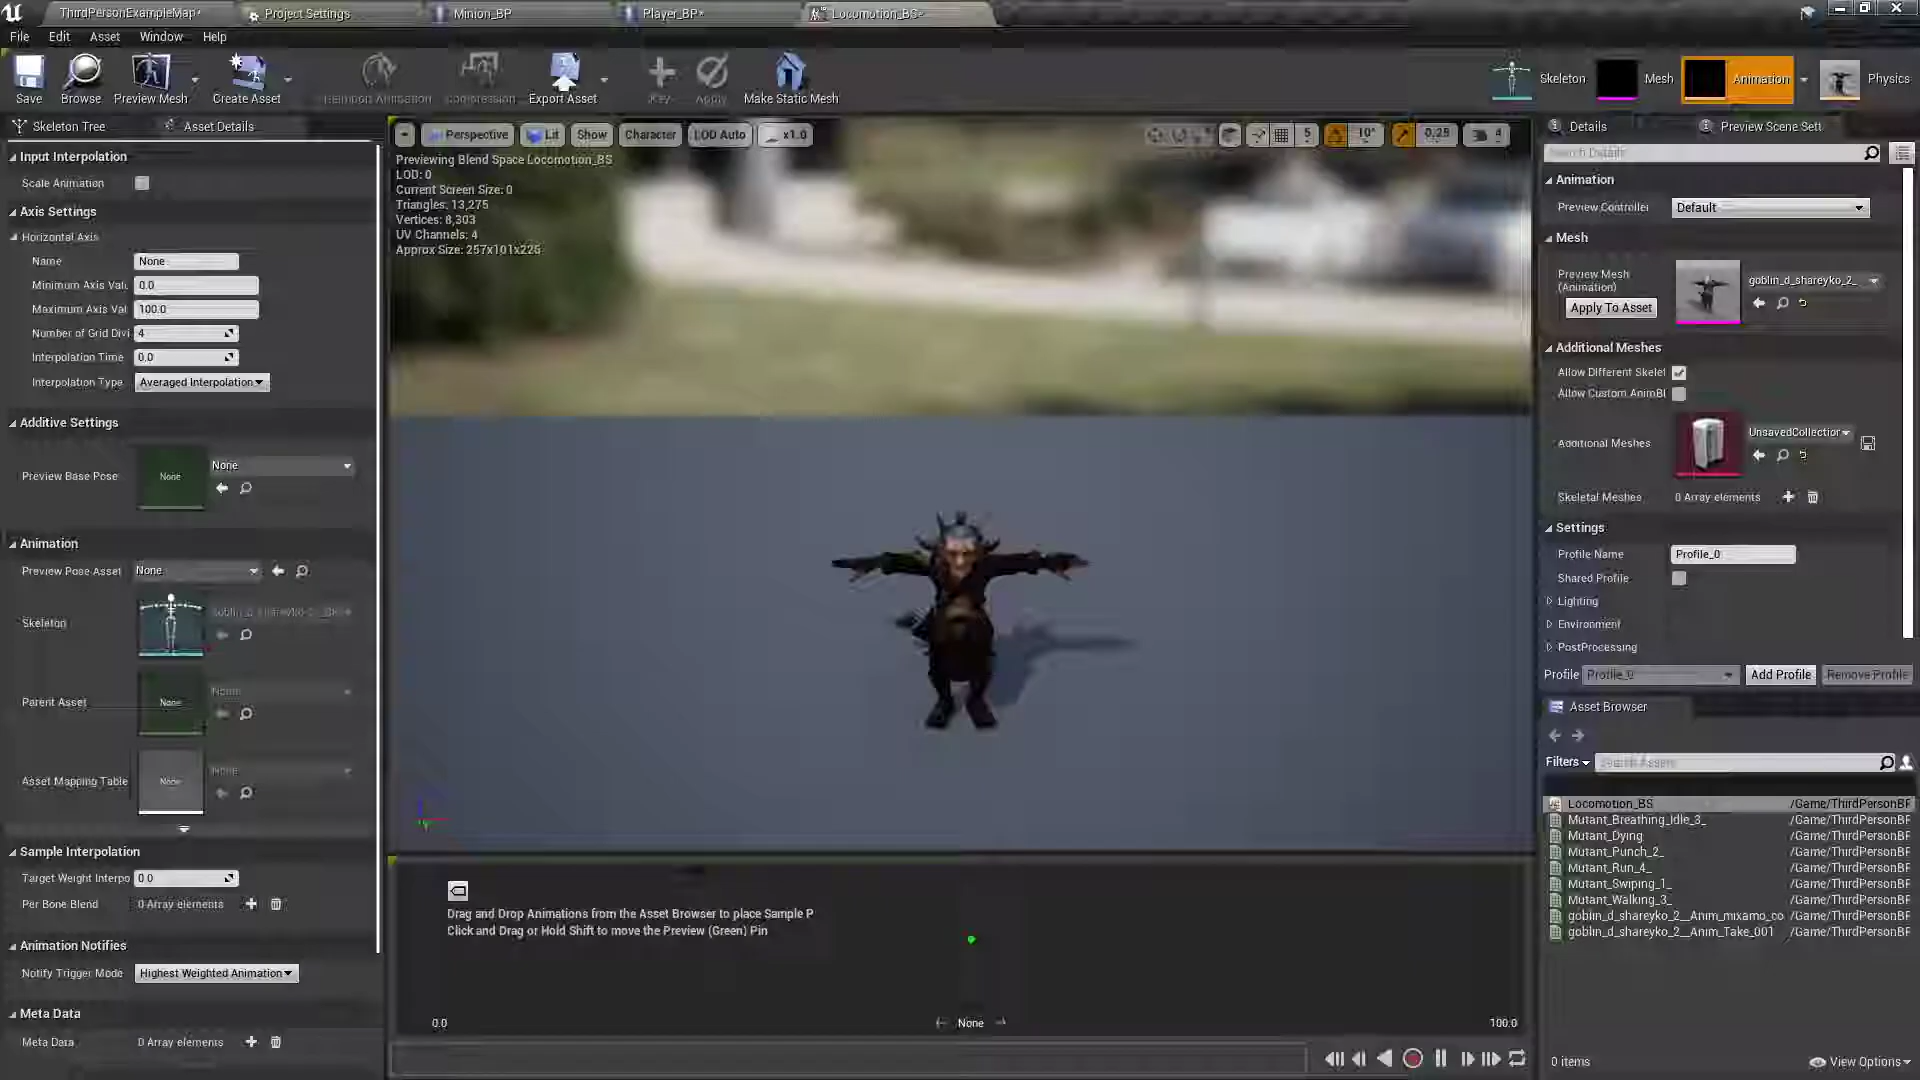 ThirdPersonExampleMap*
Project Settings
Minion_BP
Player_BP*
Locomotion_BS*
File Edit Asset Window Help
Save
Browse
Preview Mesh
Create Asset
Reimport Animation
Compression
Export Asset
Key
Apply
Make Static Mesh
Skeleton
Mesh
Animation
Physics
Skeleton Tree
Asset Details
Input Interpolation
Scale Animation
Axis Settings
Horizontal Axis
Name None
Minimum Axis Valu 0.0
Maximum Axis Val 100.0
Number of Grid Divi 4
Interpolation Time 0.0
Interpolation Type Averaged Interpolation
Additive Settings
Preview Base Pose None None
Animation
Preview Pose Asset None
Skeleton
Parent Asset None None
Asset Mapping Table None None
Sample Interpolation
Target Weight Interpo 0.0
Per Bone Blend 0 Array elements
Animation Notifies
Notify Trigger Mode Highest Weighted Animation
Meta Data
Meta Data 0 Array elements
Perspective Lit Show Character LOD Auto x1.0
5 10° 0.25 4
Previewing Blend Space Locomotion_BS
LOD: 0
Current Screen Size: 0
Triangles: 13,275
Vertices: 8,303
UV Channels: 4
Approx Size: 257x101x225
Drag and Drop Animations from the Asset Browser to place Sample P
Click and Drag or Hold Shift to move the Preview (Green) Pin
0.0 None 100.0
Details
Preview Scene Sett
Search Details
Animation
Preview Controller Default
Mesh
Preview Mesh
(Animation)
Apply To Asset
goblin_d_shareyko_2_
Additional Meshes
Allow Different Skelet
Allow Custom AnimBl
Additional Meshes UnsavedCollection
Skeletal Meshes 0 Array elements
Settings
Profile Name Profile_0
Shared Profile
Lighting
Environment
PostProcessing
Profile Profile_0 Add Profile Remove Profile
Asset Browser
Filters Search Assets
Locomotion_BS /Game/ThirdPersonBP
Mutant_Breathing_Idle_3_ /Game/ThirdPersonBP
Mutant_Dying /Game/ThirdPersonBP
Mutant_Punch_2_ /Game/ThirdPersonBP
Mutant_Run_4_ /Game/ThirdPersonBP
Mutant_Swiping_1_ /Game/ThirdPersonBP
Mutant_Walking_3_ /Game/ThirdPersonBP
goblin_d_shareyko_2__Anim_mixamo_co /Game/ThirdPersonBP
goblin_d_shareyko_2__Anim_Take_001 /Game/ThirdPersonBP
0 items
View Options